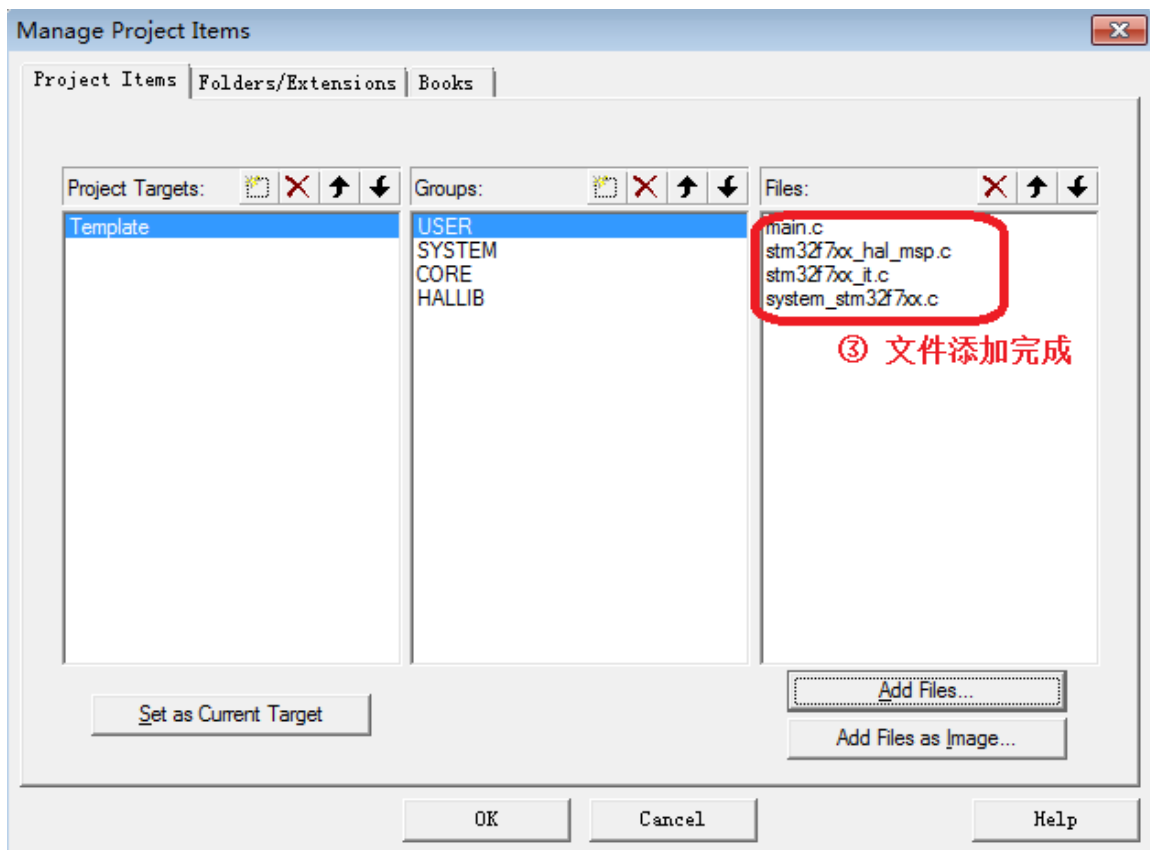 Manage Project Items
Project Items Folders/Extensions Books
Project Targets: Groups: Files:
Template
USER
SYSTEM
CORE
HALLIB
main.c
stm32f7xx_hal_msp.c
stm32f7xx_it.c
system_stm32f7xx.c
③ 文件添加完成
Set as Current Target
Add Files...
Add Files as Image...
OK Cancel Help